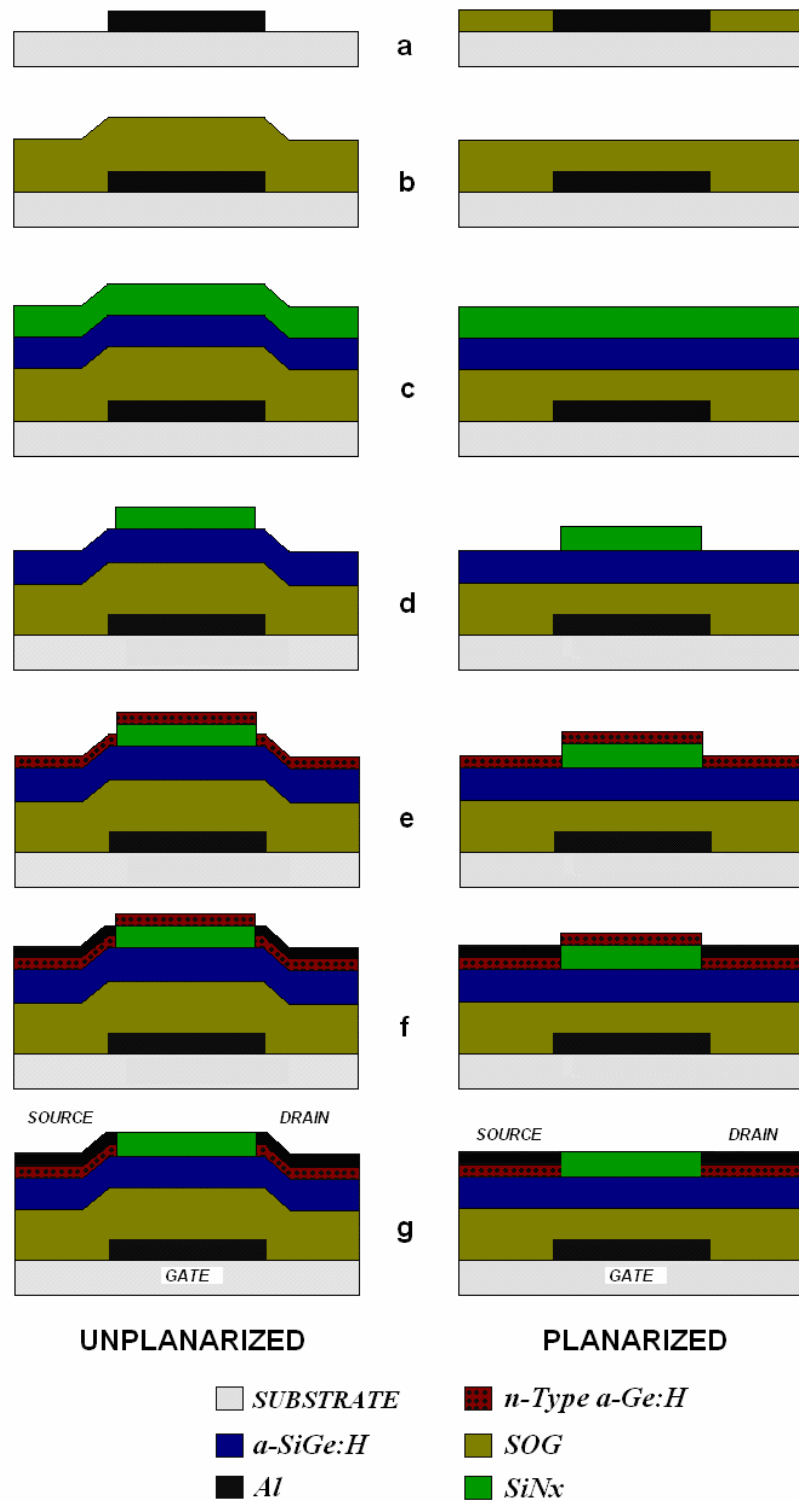 a
b
c
d
e
f
SOURCE DRAIN SOURCE DRAIN
g
GATE GATE
UNPLANARIZED PLANARIZED
SUBSTRATE n-Type a-Ge:H
a-SiGe:H SOG
Al SiNx